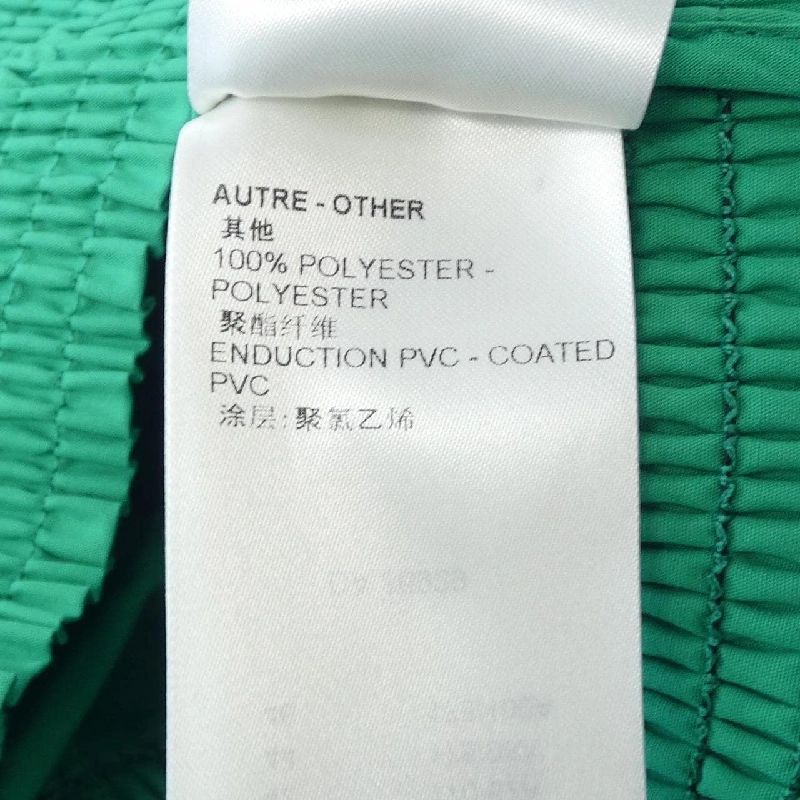 AUTRE - OTHER
其他
100% POLYESTER -
POLYESTER
聚酯纤维
ENDUCTION PVC - COATED
PVC
涂层:聚氯乙烯